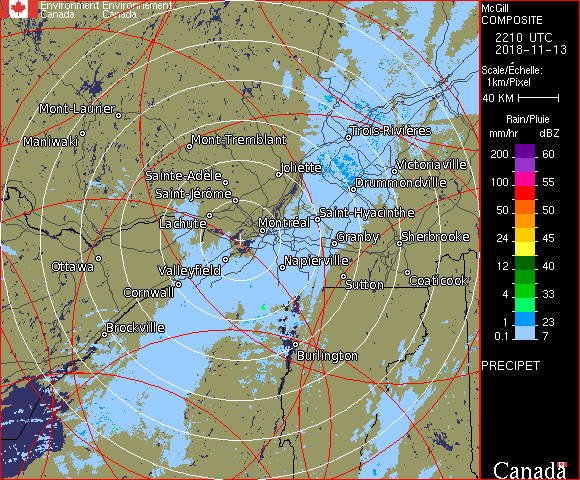 Environment Environnement
Canada Canada
McGill
COMPOSITE
2210 UTC
2018-11-13
Scale/Échelle:
1km/Pixel
40 KM
Rain/Pluie
mm/hr dBZ
200 60
100 55
50 50
24 45
12 40
4 33
1 23
0.1 7
PRECIPET
Canada
Mont-Laurier
Maniwaki
Mont-Tremblant
Trois-Rivières
Sainte-Adèle
Joliette
Victoriaville
Saint-Jérôme
Drummondville
Lachute
Montréal
Saint-Hyacinthe
Granby
Sherbrooke
Ottawa
Valleyfield
Napierville
Cornwall
Sutton
Coaticook
Brockville
Burlington